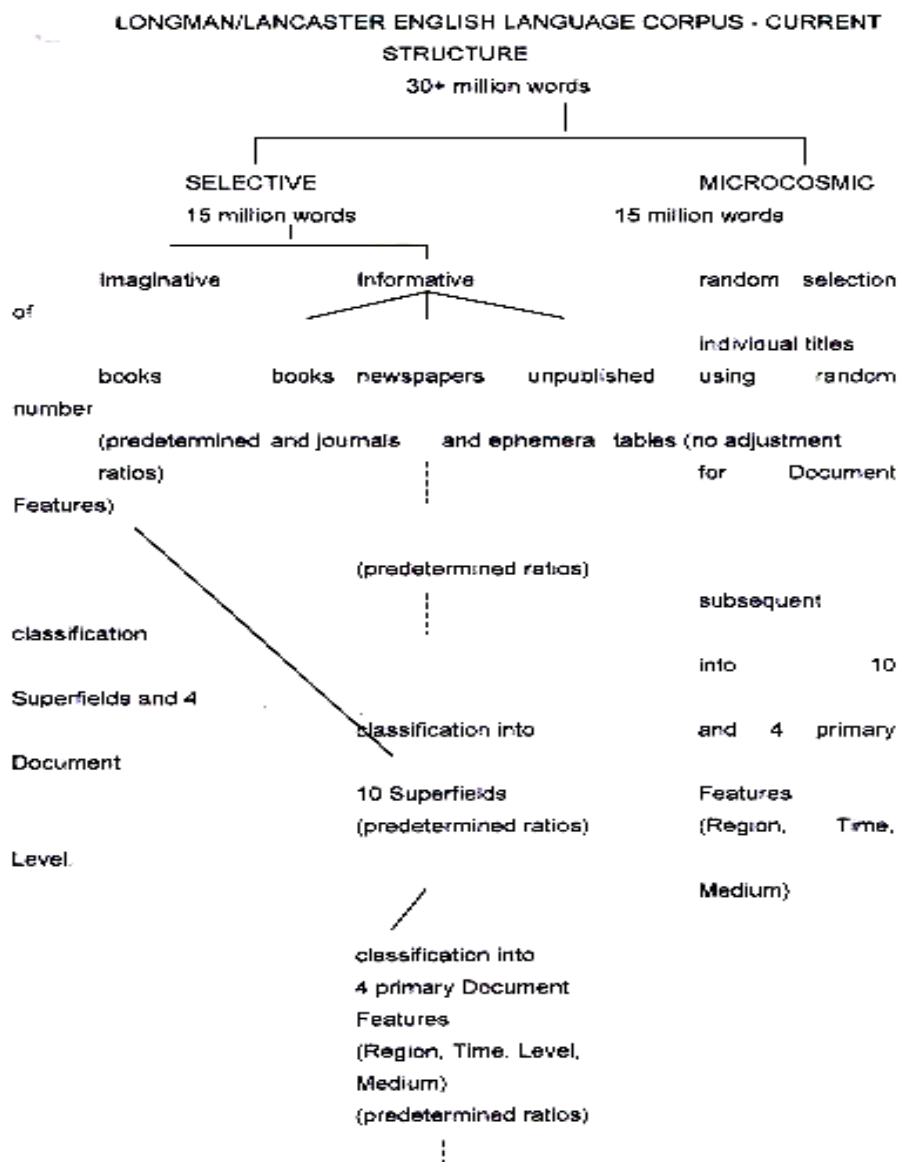 LONGMAN/LANCASTER ENGLISH LANGUAGE CORPUS - CURRENT
STRUCTURE
30+ million words
SELECTIVE MICROCOSMIC
15 million words 15 million words
Imaginative Informative random selection
of
individual titles
books books newspapers unpublished using random
number
(predetermined and journals and ephemera tables (no adjustment
ratios) for Document
Features)
(predetermined ratios)
subsequent
classification
into 10
Superfields and 4
classification into and 4 primary
Document
10 Superfields Features
(predetermined ratios) (Region, Time,
Level.
Medium)
classification into
4 primary Document
Features
(Region, Time. Level,
Medium)
(predetermined ratios)